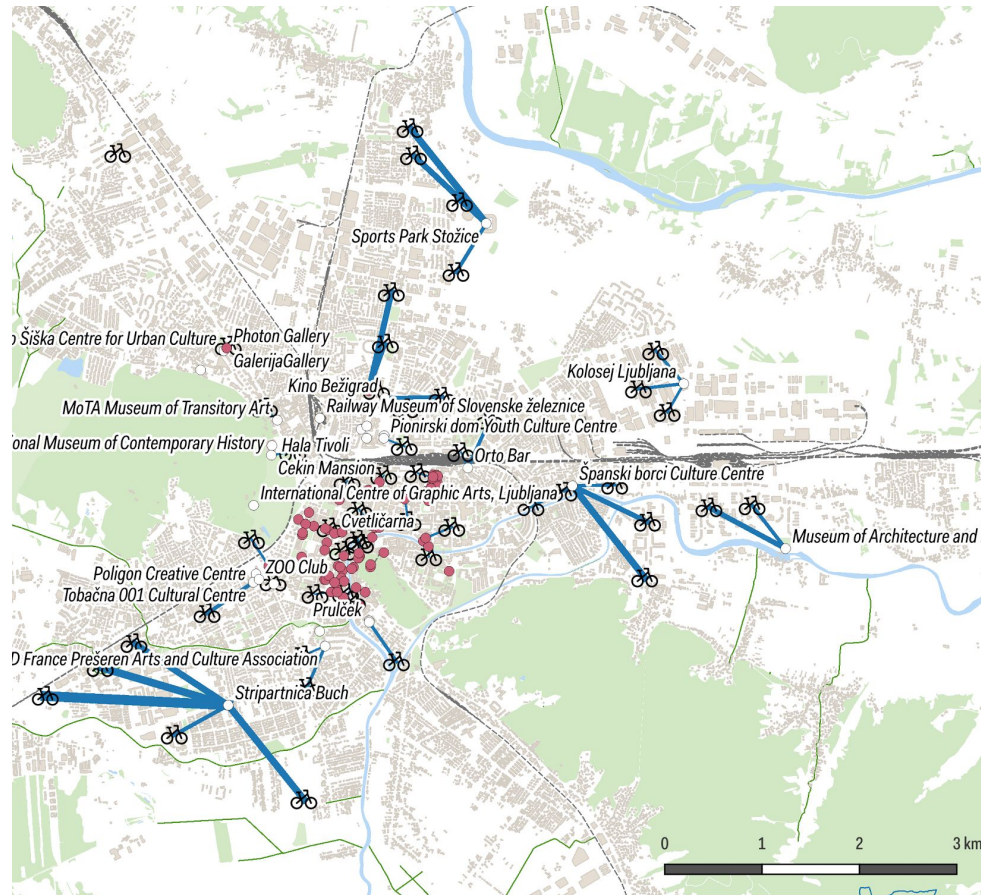 Sports Park Stožice
o Šiška Centre for Urban Culture
Photon Gallery
GalerijaGallery
Kolosej Ljubljana
Kino Bežigrad
MoTA Museum of Transitory Art
Railway Museum of Slovenske železnice
Pionirski dom Youth Culture Centre
ional Museum of Contemporary History
Hala Tivoli
Orto Bar
Cekin Mansion
Španski borci Culture Centre
International Centre of Graphic Arts, Ljubljana
Cvetličarna
Museum of Architecture and
ZOO Club
Poligon Creative Centre
Tobačna 001 Cultural Centre
Prulček
D France Prešeren Arts and Culture Association
Stripartnica Buch
0 1 2 3 km